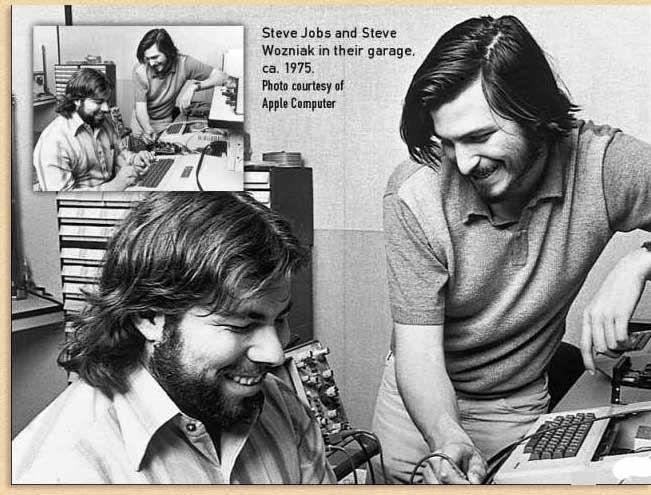 Steve Jobs and Steve
Wozniak in their garage,
ca. 1975.
Photo courtesy of
Apple Computer